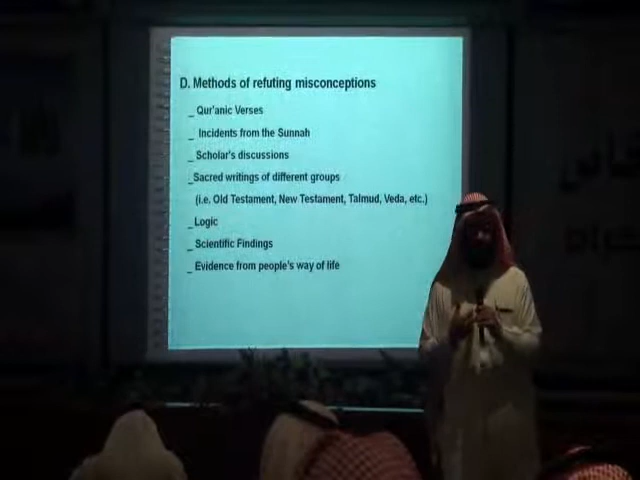 D. Methods of refuting misconceptions
_ Qur'anic Verses
_ Incidents from the Sunnah
_ Scholar's discussions
_Sacred writings of different groups
(i.e. Old Testament, New Testament, Talmud, Veda, etc.)
_Logic
_ Scientific Findings
_ Evidence from people's way of life